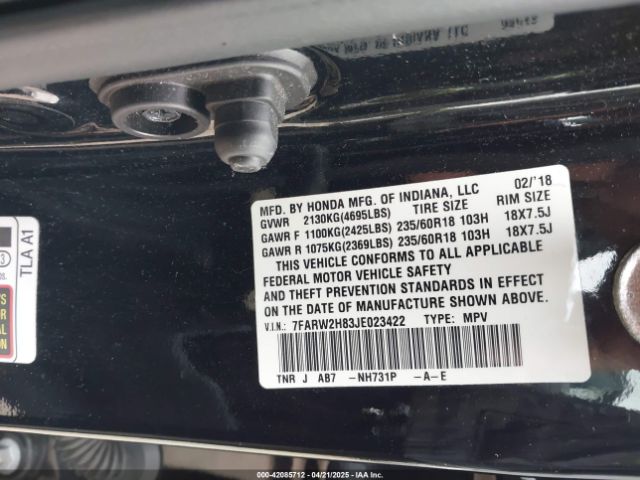 MFD. BY HONDA MFG. OF INDIANA, LLC 02/'18
GVWR 2130KG(4695LBS) TIRE SIZE RIM SIZE
GAWR F 1100KG(2425LBS) 235/60R18 103H 18X7.5J
GAWR R 1075KG(2369LBS) 235/60R18 103H 18X7.5J
THIS VEHICLE CONFORMS TO ALL APPLICABLE
FEDERAL MOTOR VEHICLE SAFETY
AND THEFT PREVENTION STANDARDS IN EFFECT
ON THE DATE OF MANUFACTURE SHOWN ABOVE.
V.I.N.: 7FARW2H83JE023422 TYPE: MPV
TNR J AB7 -NH731P -A-E
TLA A1
000-42085712 - 04/21/2025 - IAAI.COM